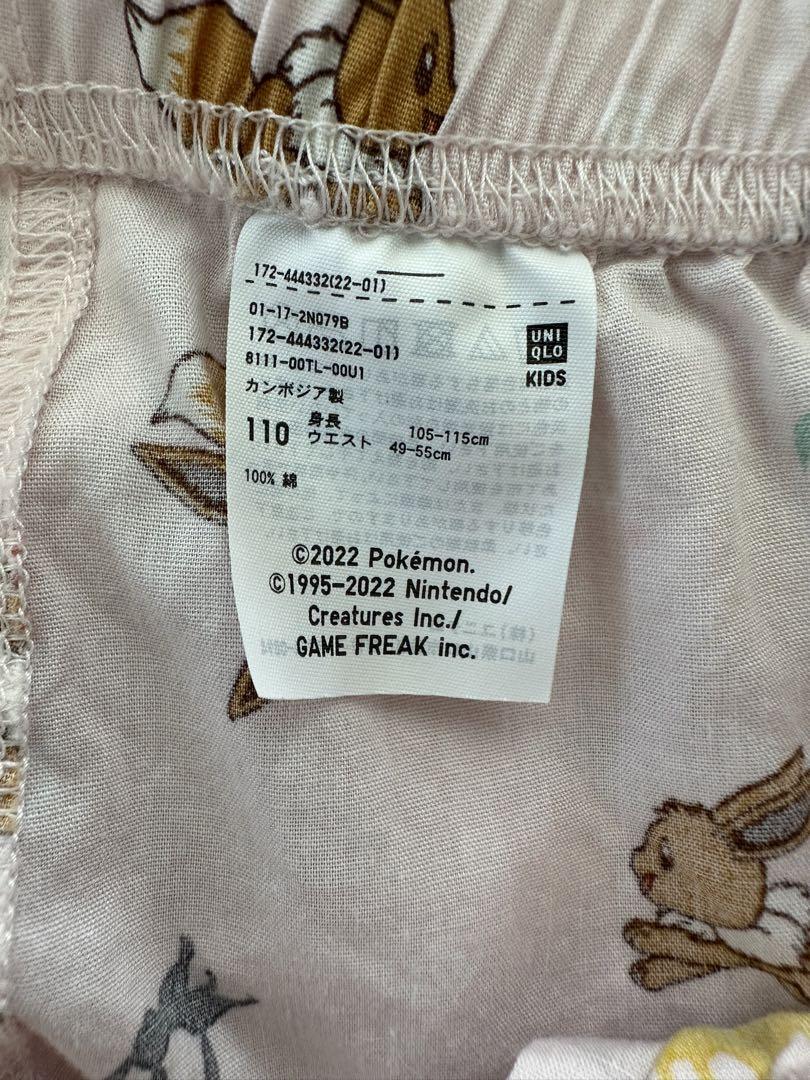 172-444332(22-01)
01-17-2N079B
172-444332(22-01)
8111-00TL-00U1
カンボジア製
UNI
QLO
KIDS
110
身長 105-115cm
ウエスト 49-55cm
100% 綿
©2022 Pokémon.
©1995-2022 Nintendo/
Creatures Inc./
GAME FREAK inc.